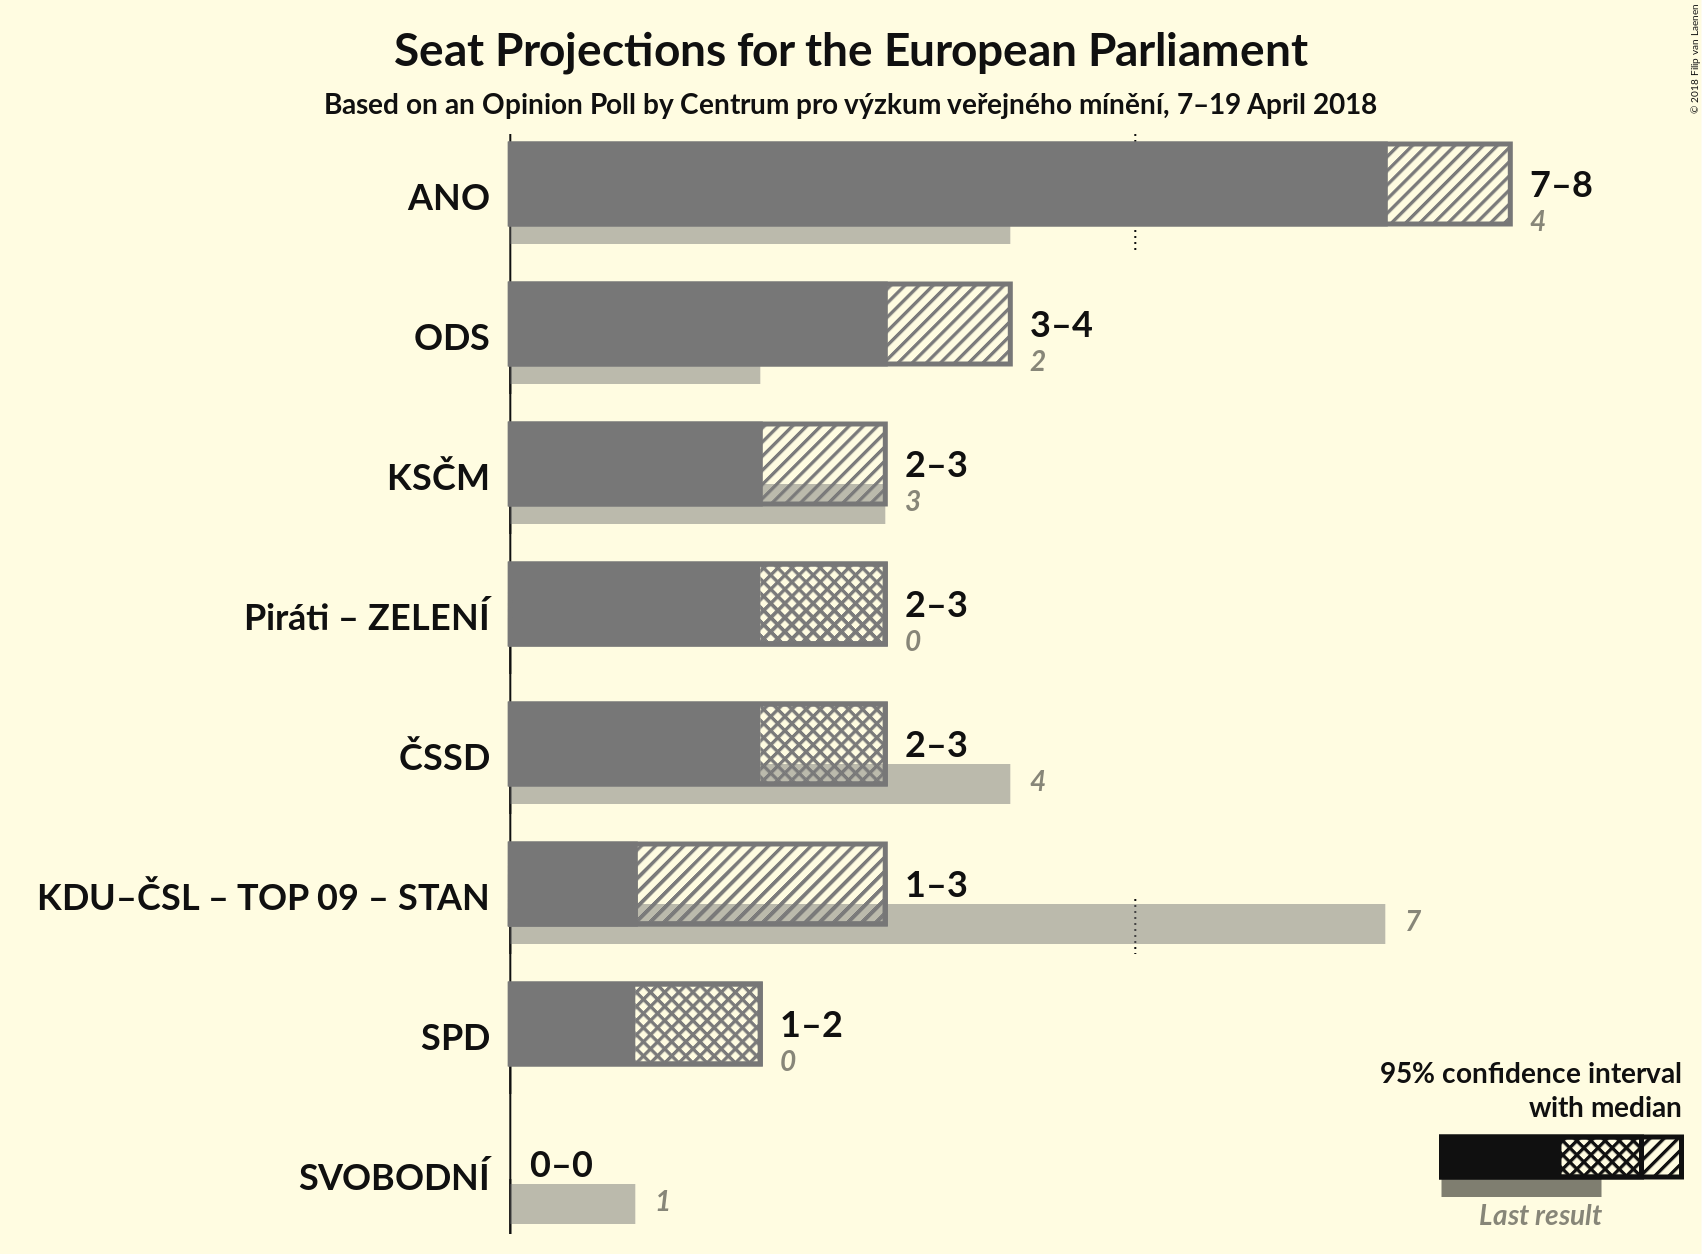 Seat Projections for the European Parliament
Based on an Opinion Poll by Centrum pro výzkum veřejného mínění, 7–19 April 2018
© 2018 Filip van Laenen
ANO
7–8
4
ODS
3–4
2
KSČM
2–3
3
Piráti – ZELENÍ
2–3
0
ČSSD
2–3
4
KDU–ČSL – TOP 09 – STAN
1–3
7
SPD
1–2
0
SVOBODNÍ
0–0
1
95% confidence interval
with median
Last result